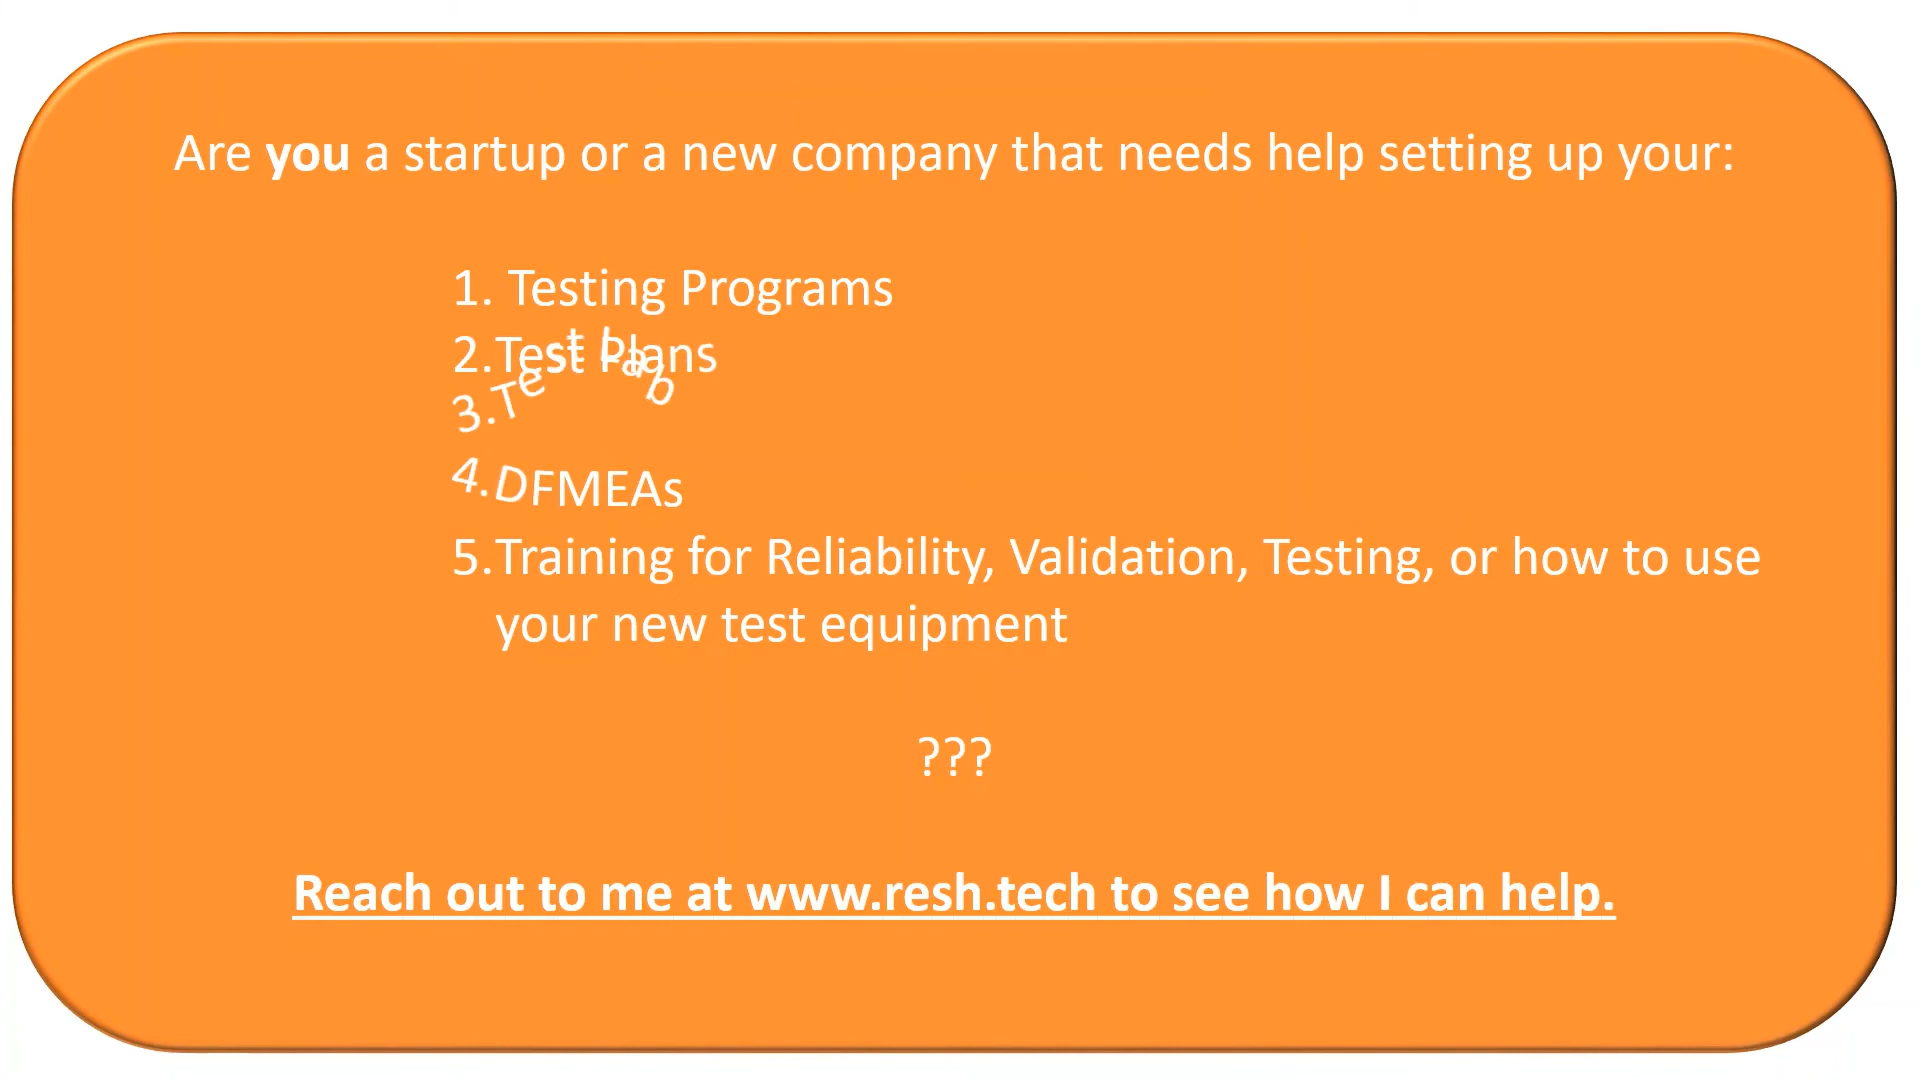 Are you a startup or a new company that needs help setting up your:
1. Testing Programs
2. Test Plans
3. Test Lab
4. DFMEAs
5. Training for Reliability, Validation, Testing, or how to use
your new test equipment
???
Reach out to me at www.resh.tech to see how I can help.